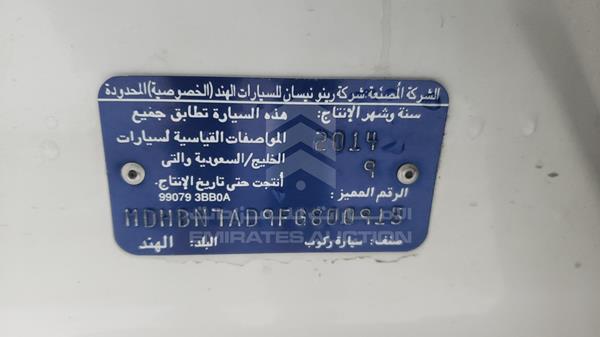 الشركة المصنعة: شركة رينو نيسان للسيارات الهند (الخصوصية) المحدودة
سنة وشهر الإنتاج: هذه السيارة تطابق جميع
2014 المواصفات القياسية لسيارات
9 الخليج/السعودية والتى
الرقم المميز: أنتجت حتى تاريخ الإنتاج.
99079 3BB0A
MDHBN7AD9FG800915
EMIRATES AUCTION
صنف: سيارة ركوب البلد: الهند